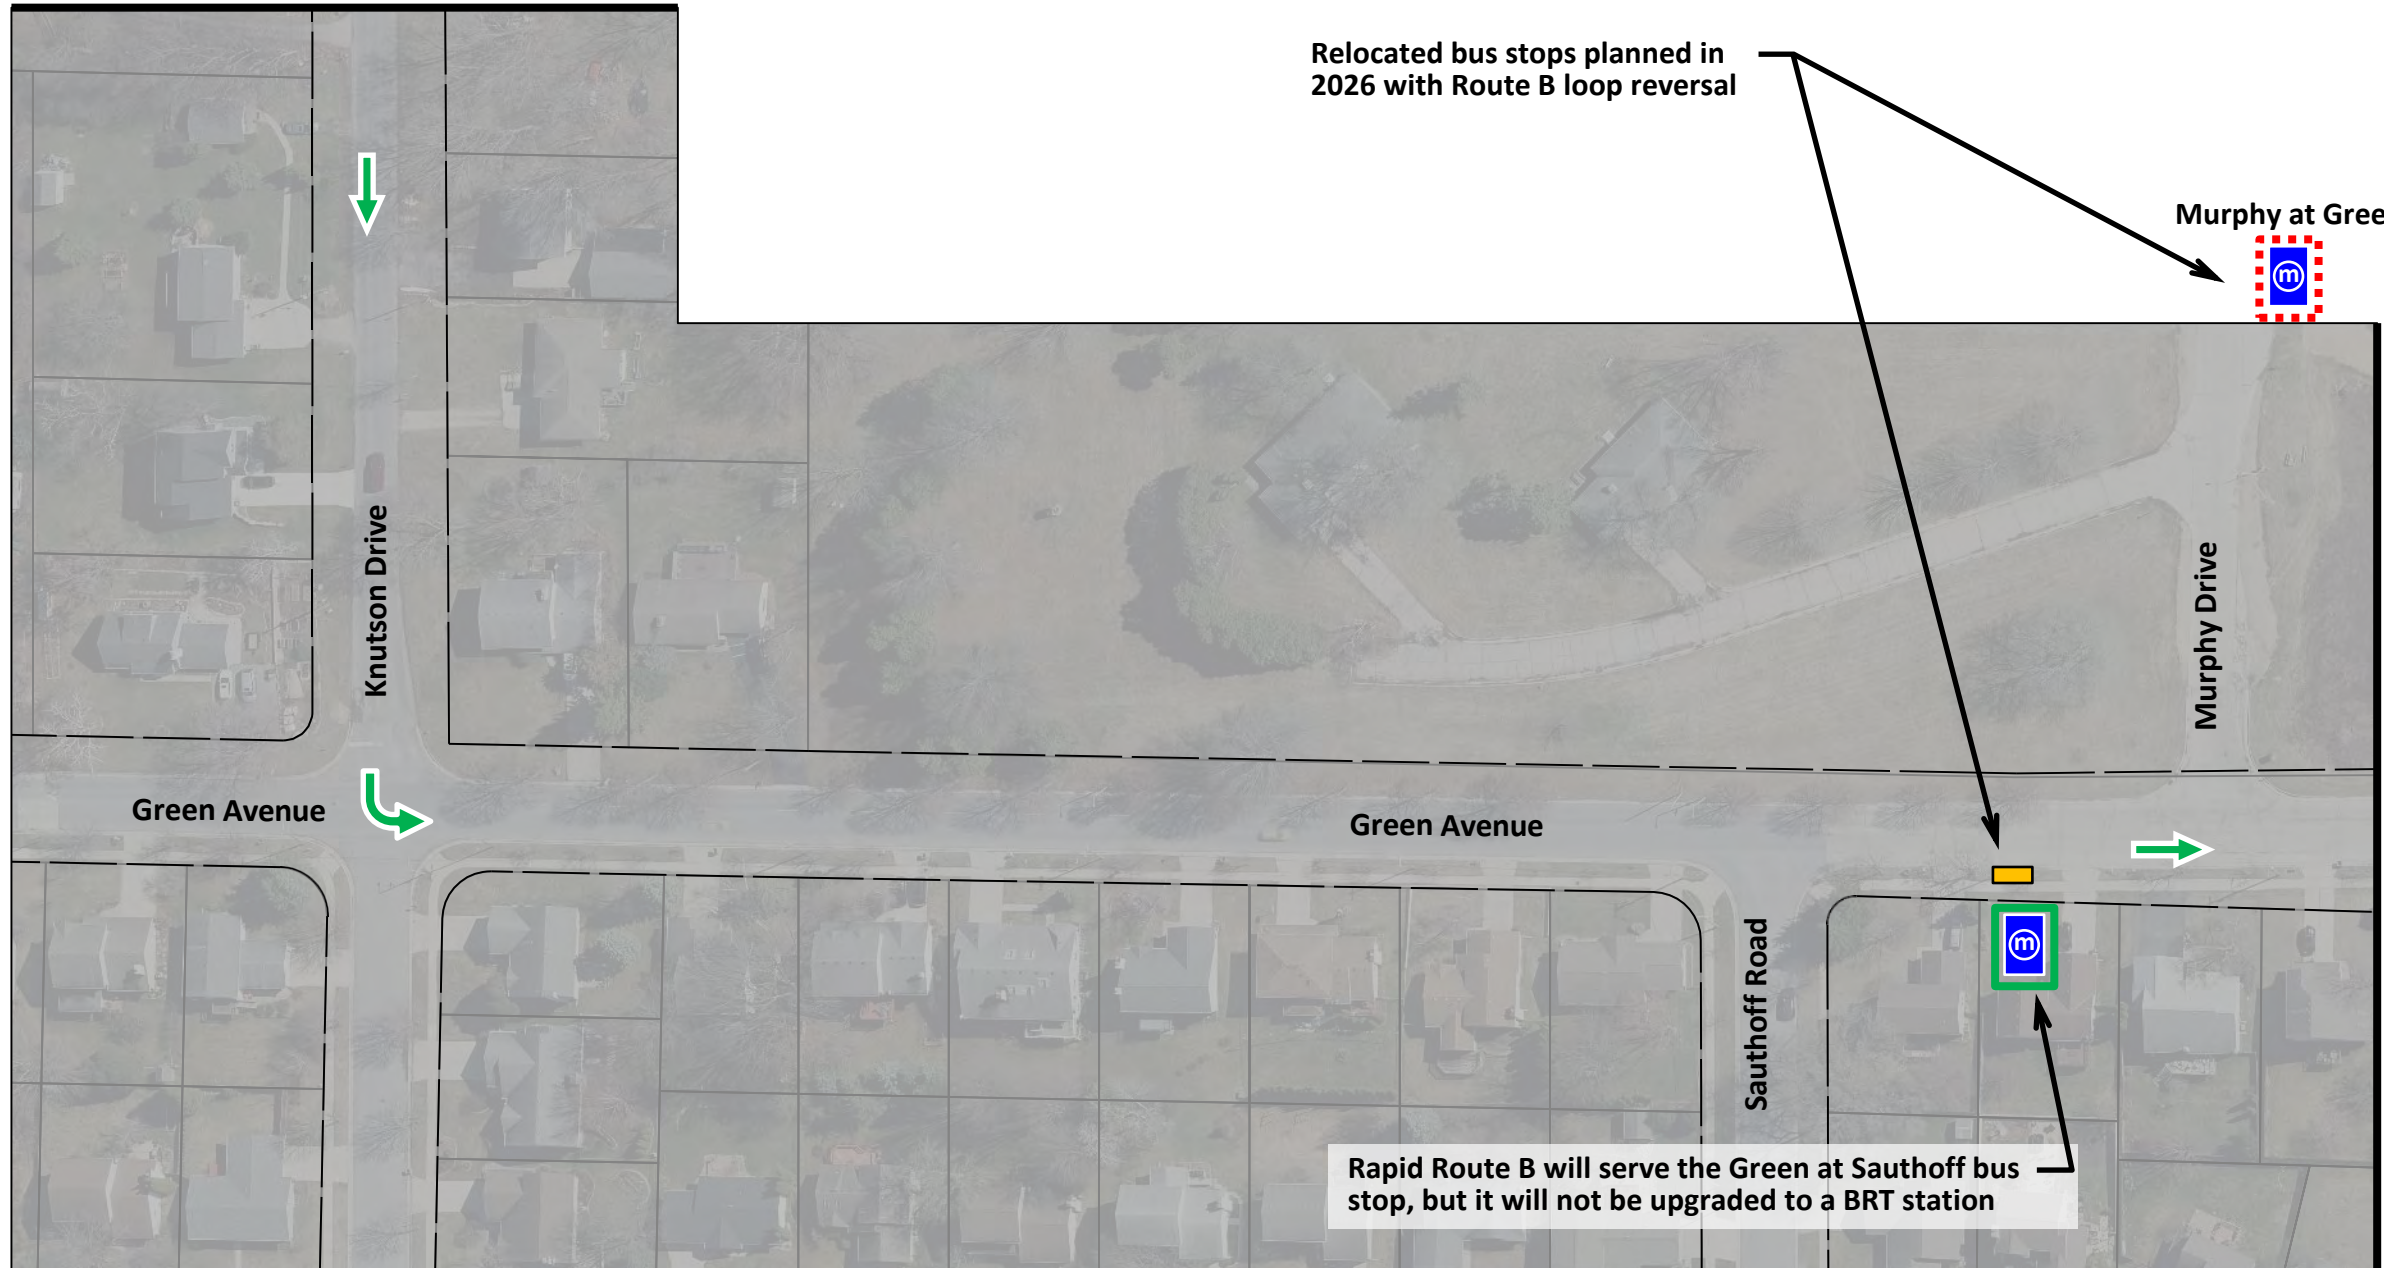 Relocated bus stops planned in
2026 with Route B loop reversal
Murphy at Gree
m
Knutson Drive
Murphy Drive
Green Avenue
Green Avenue
m
Sauthoff Road
Rapid Route B will serve the Green at Sauthoff bus
stop, but it will not be upgraded to a BRT station